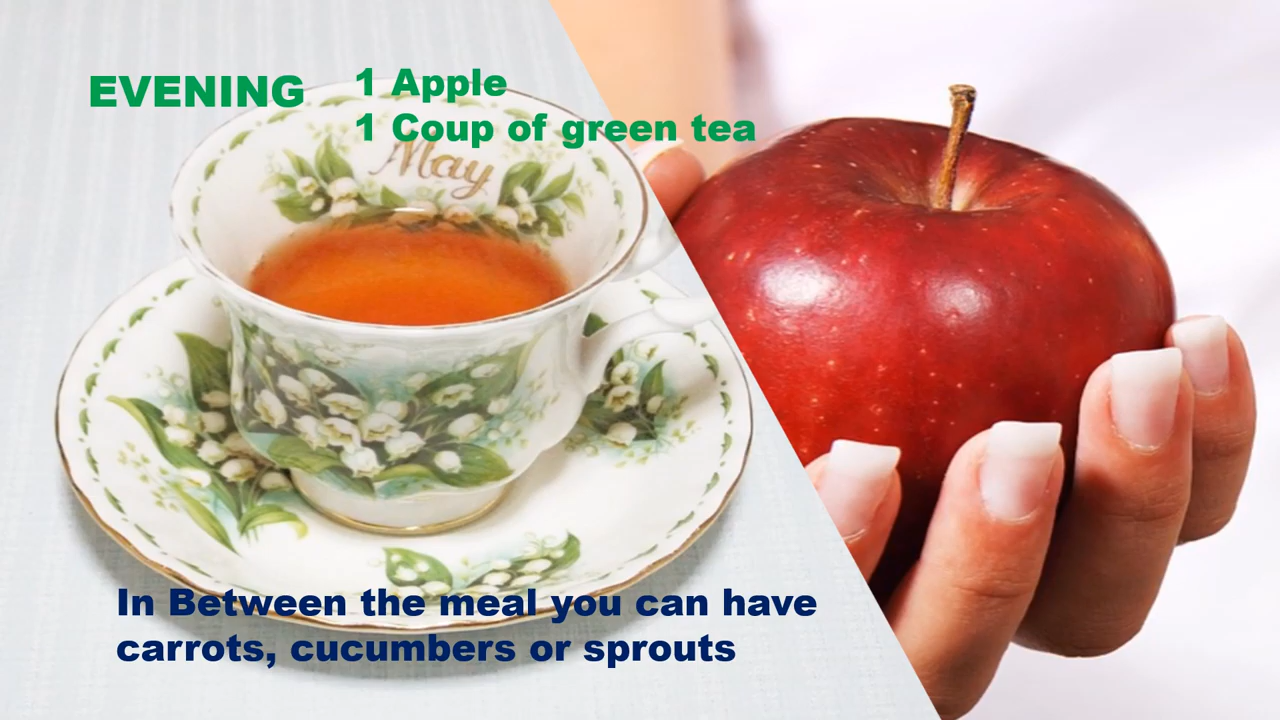 EVENING
1 Apple
1 Coup of green tea
May
In Between the meal you can have
carrots, cucumbers or sprouts